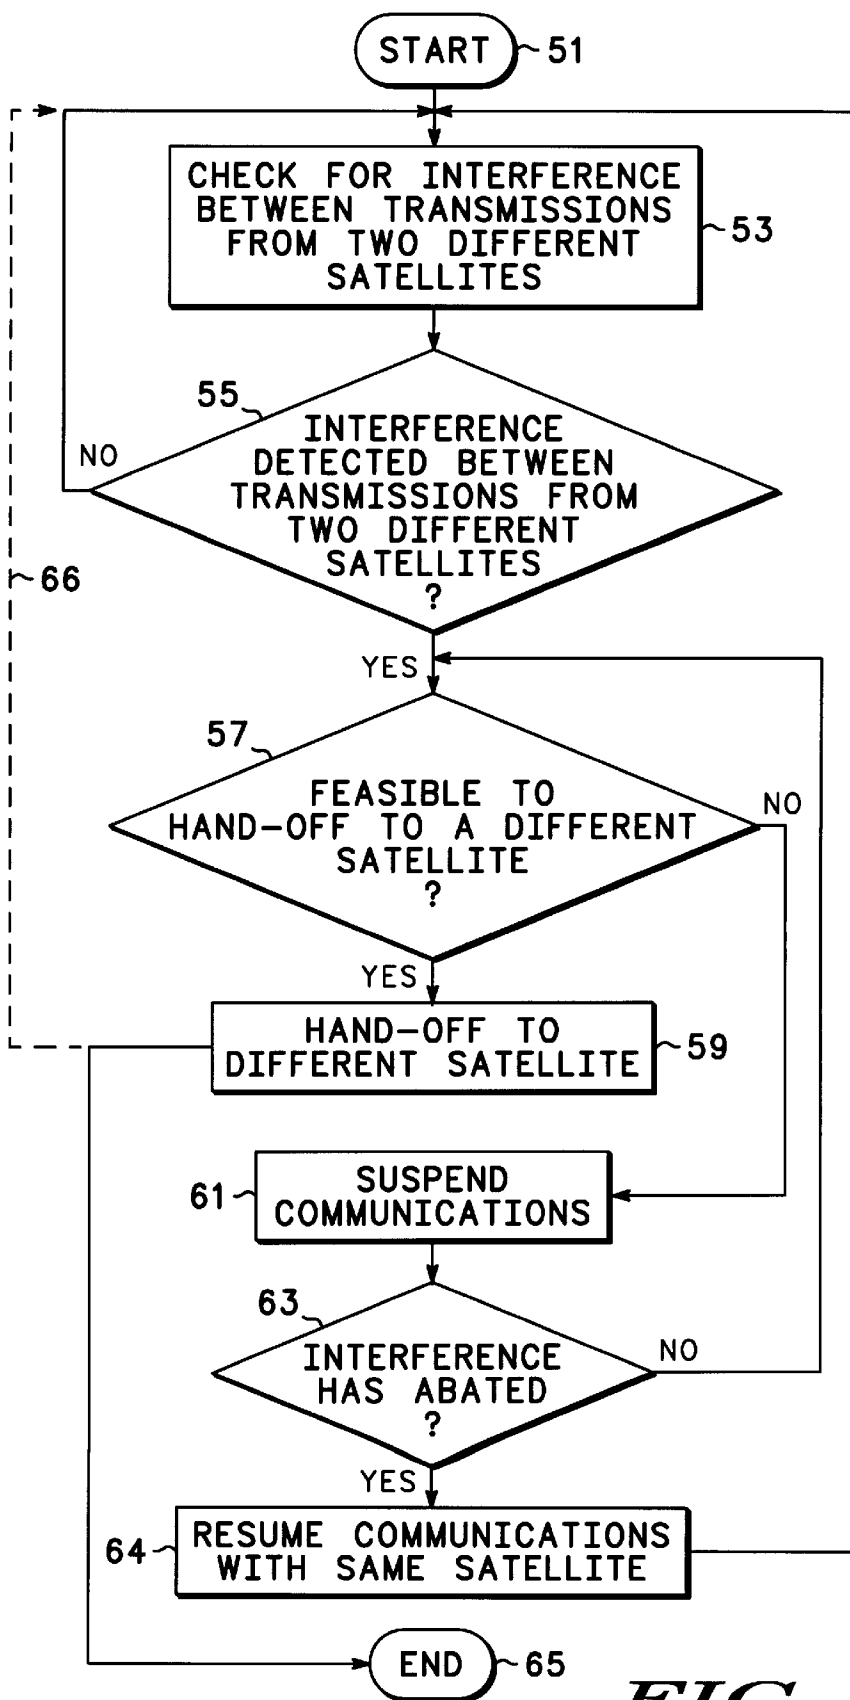 START
51
CHECK FOR INTERFERENCE
BETWEEN TRANSMISSIONS
FROM TWO DIFFERENT
SATELLITES
53
55
INTERFERENCE
DETECTED BETWEEN
TRANSMISSIONS FROM
TWO DIFFERENT
SATELLITES
?
NO
66
YES
57
FEASIBLE TO
HAND-OFF TO A DIFFERENT
SATELLITE
?
NO
YES
HAND-OFF TO
DIFFERENT SATELLITE
59
61
SUSPEND
COMMUNICATIONS
63
INTERFERENCE
HAS ABATED
?
NO
YES
64
RESUME COMMUNICATIONS
WITH SAME SATELLITE
END
65